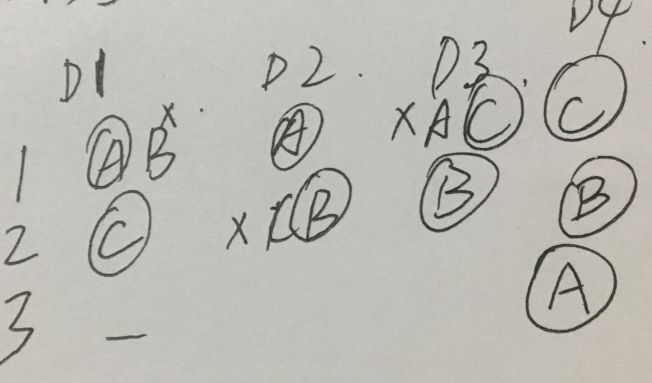 D1 D2. D3. D4
1 A B x. A x A C C
2 C x C B B B
3 — A